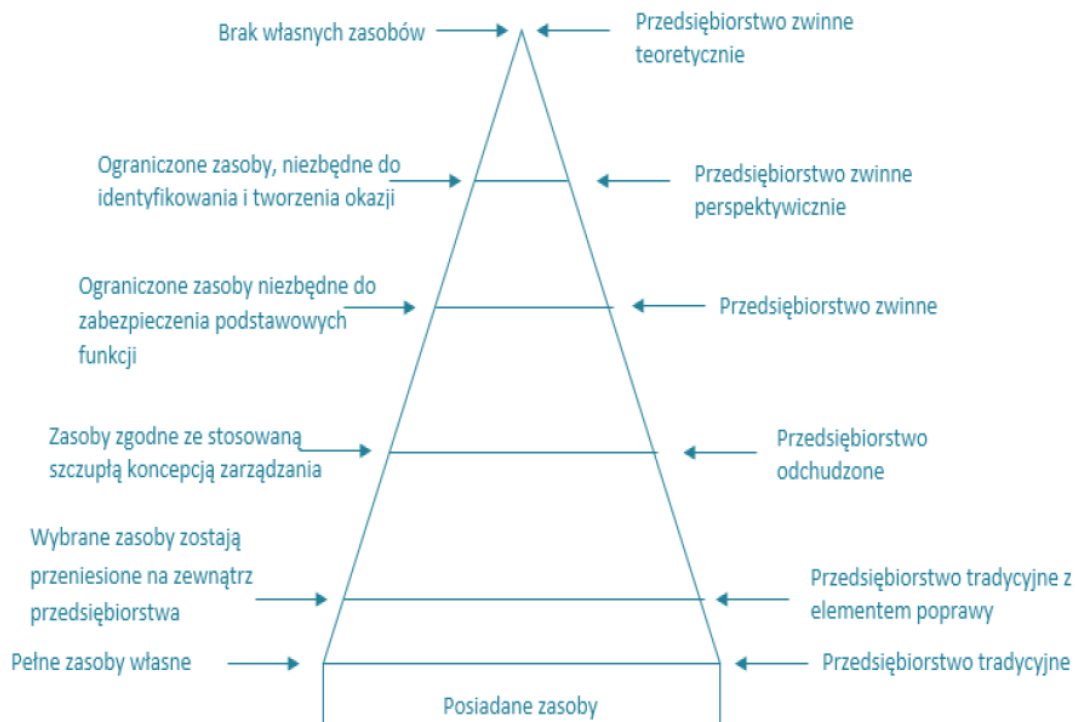 Brak własnych zasobów
Przedsiębiorstwo zwinne
teoretycznie
Ograniczone zasoby, niezbędne do
identyfikowania i tworzenia okazji
Przedsiębiorstwo zwinne
perspektywicznie
Ograniczone zasoby niezbędne do
zabezpieczenia podstawowych
funkcji
Przedsiębiorstwo zwinne
Zasoby zgodne ze stosowaną
szczupłą koncepcją zarządzania
Przedsiębiorstwo
odchudzone
Wybrane zasoby zostają
przeniesione na zewnątrz
przedsiębiorstwa
Przedsiębiorstwo tradycyjne z
elementem poprawy
Pełne zasoby własne
Przedsiębiorstwo tradycyjne
Posiadane zasoby